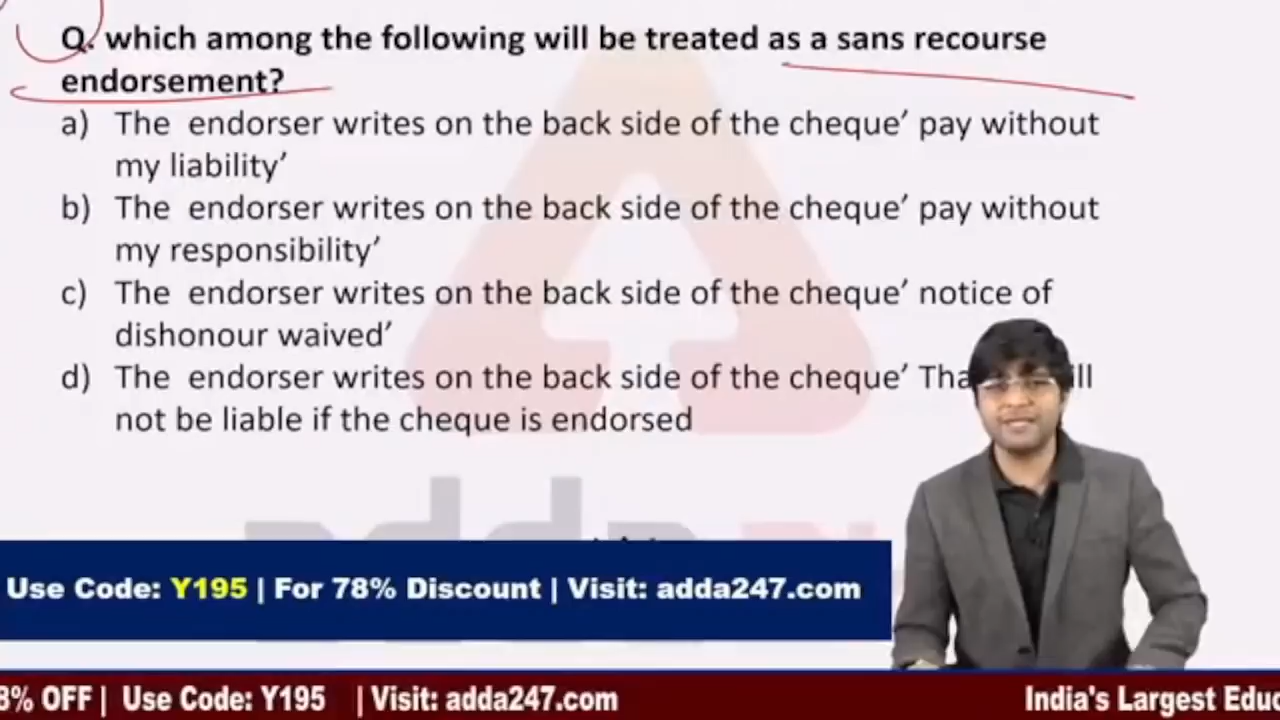 Q. which among the following will be treated as a sans recourse
endorsement?
a) The endorser writes on the back side of the cheque’ pay without
my liability’
b) The endorser writes on the back side of the cheque’ pay without
my responsibility’
c) The endorser writes on the back side of the cheque’ notice of
dishonour waived’
d) The endorser writes on the back side of the cheque’
not be liable if the cheque is endorsed
Use Code: Y195 | For 78% Discount | Visit: adda247.com
8% OFF | Use Code: Y195 | Visit: adda247.com India's Largest